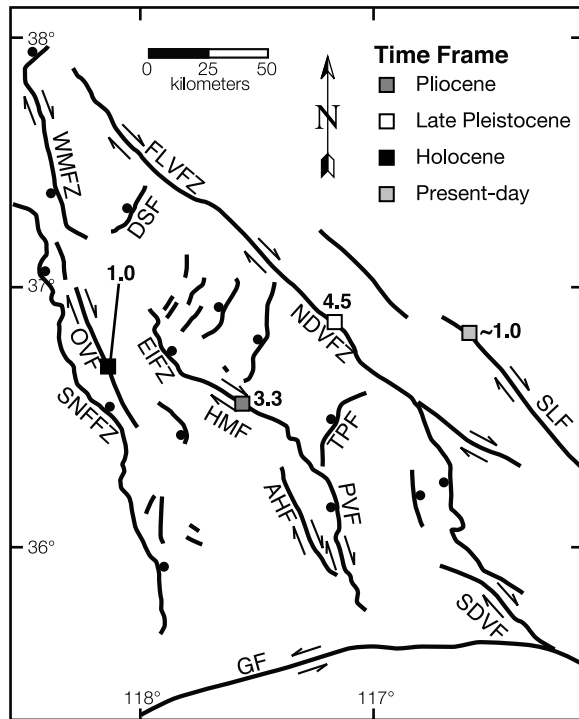 38°
0
25
50
kilometers
N
Time Frame
Pliocene
Late Pleistocene
Holocene
Present-day
WMFZ
FLVFZ
DSF
37°
1.0
4.5
~1.0
OVF
EIFZ
NDVFZ
SNFFZ
3.3
HMF
TPF
SLF
AHF
PVF
36°
SDVF
GF
118°
117°